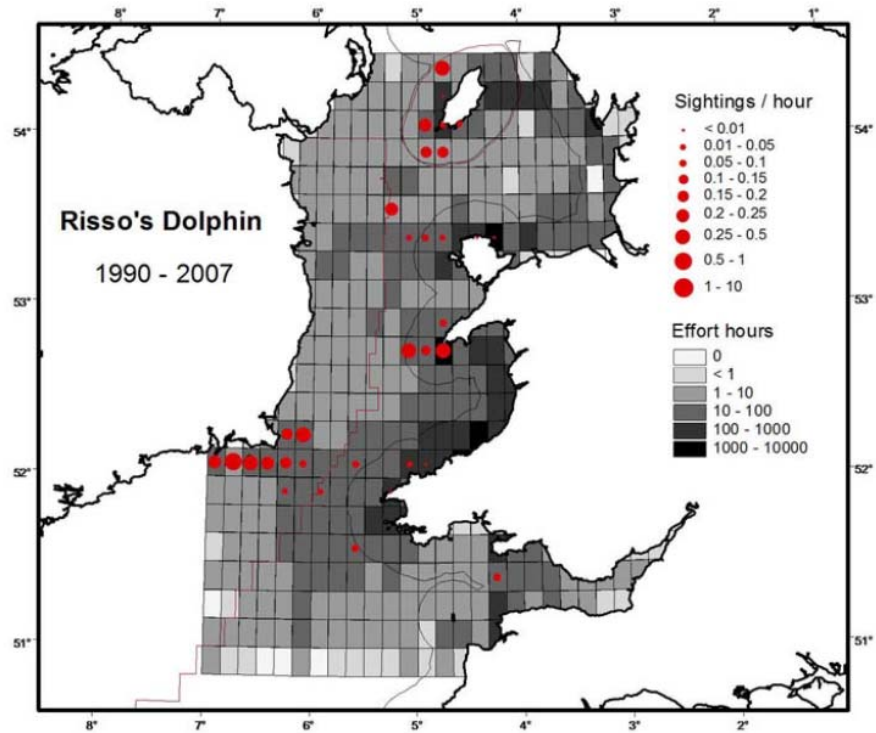 8° 7° 6° 5° 4° 3° 2° 1°
54° 54°
53° 53°
52° 52°
51° 51°
Risso's Dolphin
1990 - 2007
Sightings / hour
< 0.01
0.01 - 0.05
0.05 - 0.1
0.1 - 0.15
0.15 - 0.2
0.2 - 0.25
0.25 - 0.5
0.5 - 1
1 - 10
Effort hours
0
< 1
1 - 10
10 - 100
100 - 1000
1000 - 10000
8° 7° 6° 5° 4° 3° 2°